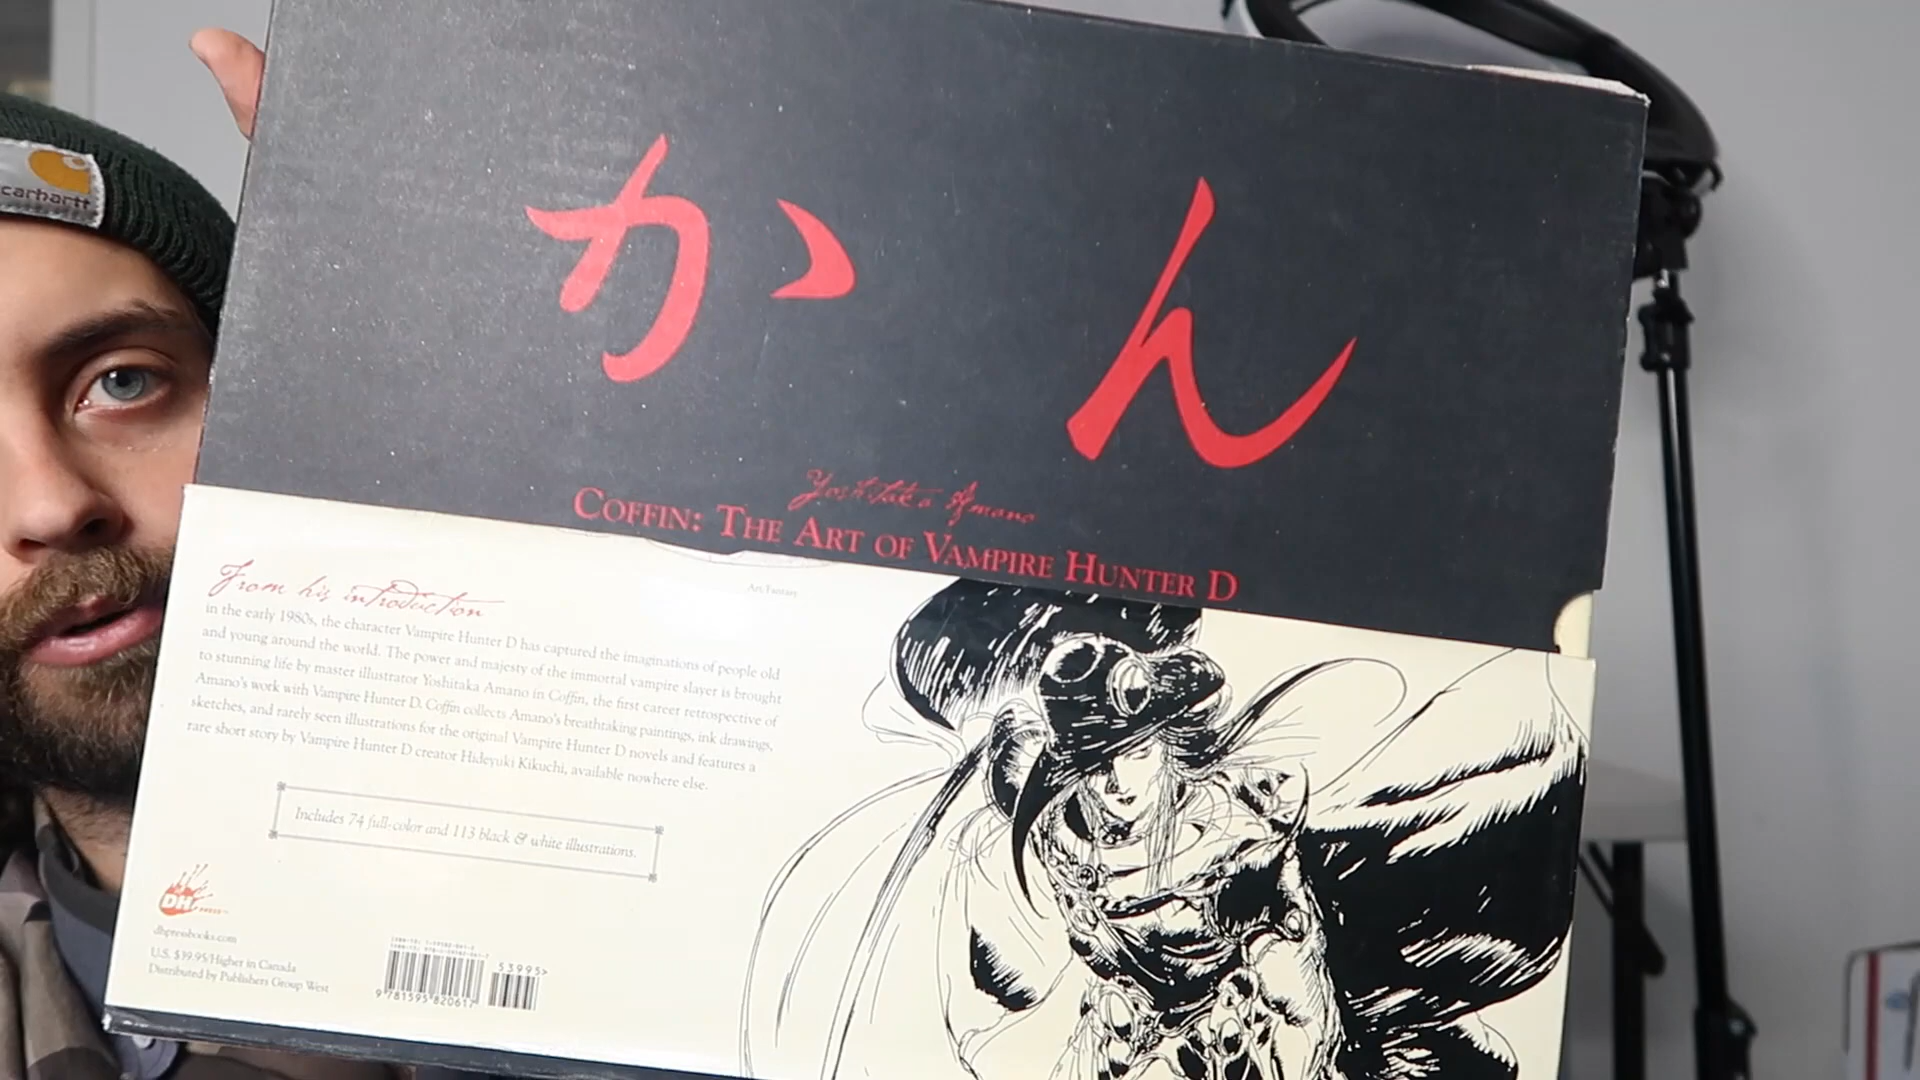 carhartt
かん
Yoshitaka Amano
COFFIN: THE ART OF VAMPIRE HUNTER D
Art/Fantasy
From his introduction
in the early 1980s, the character Vampire Hunter D has captured the imaginations of people old
and young around the world. The power and majesty of the immortal vampire slayer is brought
to stunning life by master illustrator Yoshitaka Amano in Coffin, the first career retrospective of
Amano's work with Vampire Hunter D. Coffin collects Amano's breathtaking paintings, ink drawings,
sketches, and rarely seen illustrations for the original Vampire Hunter D novels and features a
rare short story by Vampire Hunter D creator Hideyuki Kikuchi, available nowhere else.
Includes 74 full-color and 113 black & white illustrations.
DH PRESS™
dhpressbooks.com
U.S. $39.95/Higher in Canada
Distributed by Publishers Group West
53995>
9 781595 820617